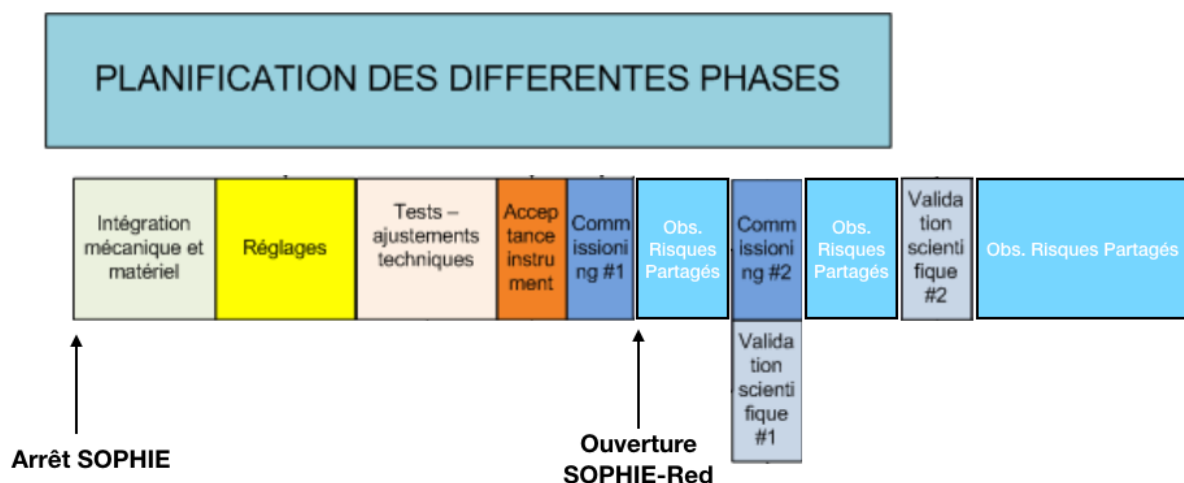 PLANIFICATION DES DIFFERENTES PHASES
Intégration
mécanique et
matériel
Réglages
Tests –
ajustements
techniques
Accep
tance
instru
ment
Comm
issioni
ng #1
Obs.
Risques
Partagés
Comm
issioni
ng #2
Obs.
Risques
Partagés
Valida
tion
scienti
fique
#2
Obs. Risques Partagés
Valida
tion
scienti
fique
#1
Arrêt SOPHIE
Ouverture
SOPHIE-Red